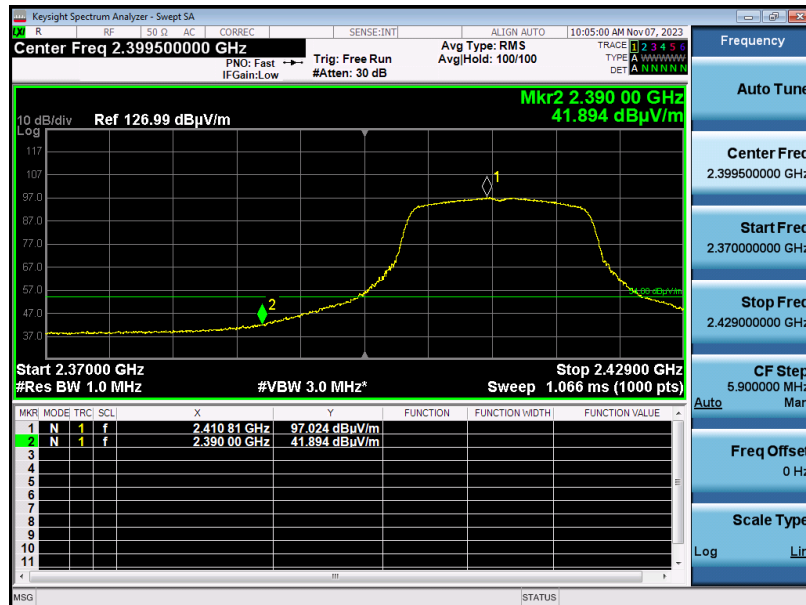 Keysight Spectrum Analyzer - Swept SA
LXI R RF 50 Ω AC CORREC SENSE:INT ALIGN AUTO 10:05:00 AM Nov 07, 2023
Center Freq 2.399500000 GHz
PNO: Fast
IFGain:Low
Trig: Free Run
#Atten: 30 dB
Avg Type: RMS
Avg|Hold: 100/100
TRACE 1 2 3 4 5 6
TYPE A WWWWW
DET A N N N N N
Mkr2 2.390 00 GHz
41.894 dBµV/m
10 dB/div Ref 126.99 dBµV/m
Log
117
107
97.0
87.0
77.0
67.0
57.0
47.0
37.0
1
2
Start 2.37000 GHz Stop 2.42900 GHz
#Res BW 1.0 MHz #VBW 3.0 MHz* Sweep 1.066 ms (1000 pts)
MKR MODE TRC SCL X Y FUNCTION FUNCTION WIDTH FUNCTION VALUE
1 N 1 f 2.410 81 GHz 97.024 dBµV/m
2 N 1 f 2.390 00 GHz 41.894 dBµV/m
3
4
5
6
7
8
9
10
11
MSG STATUS
Frequency
Auto Tune
Center Freq
2.399500000 GHz
Start Freq
2.370000000 GHz
Stop Freq
2.429000000 GHz
CF Step
5.900000 MHz
Auto Man
Freq Offset
0 Hz
Scale Type
Log Lin